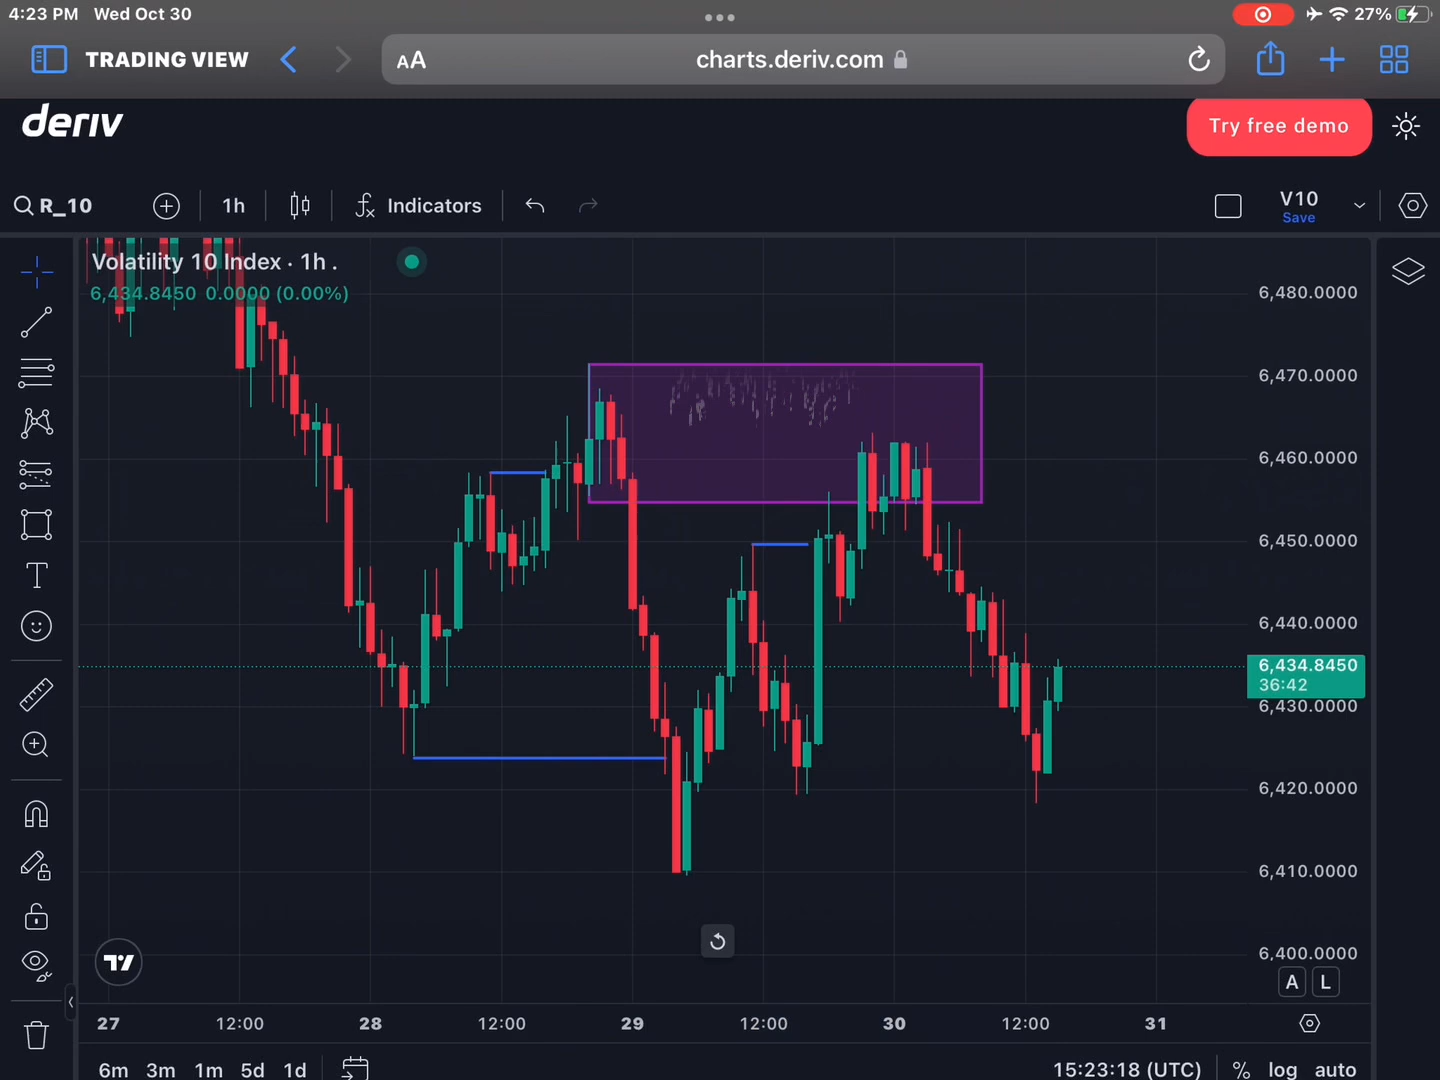 4:23 PM Wed Oct 30
27%
TRADING VIEW
AA
charts.deriv.com
deriv
Try free demo
R_10
1h
Indicators
V10
Save
Volatility 10 Index · 1h .
6,434.8450 0.0000 (0.00%)
6,480.0000
6,470.0000
6,460.0000
6,450.0000
6,440.0000
6,434.8450
36:42
6,430.0000
6,420.0000
6,410.0000
6,400.0000
A L
27 12:00 28 12:00 29 12:00 30 12:00 31
6m 3m 1m 5d 1d
15:23:18 (UTC) % log auto